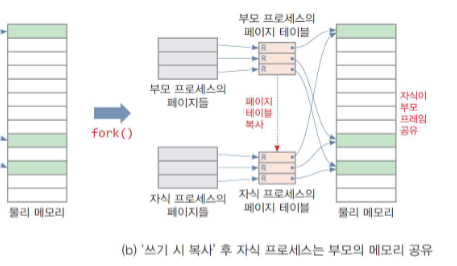 부모 프로세스의
페이지 테이블
R
R
R
부모 프로세스의
페이지들
fork()
페이지
테이블
복사
자식이
부모
프레임
공유
R
R
R
자식 프로세스의
페이지들
자식 프로세스의
페이지 테이블
물리 메모리
물리 메모리
(b) '쓰기 시 복사' 후 자식 프로세스는 부모의 메모리 공유